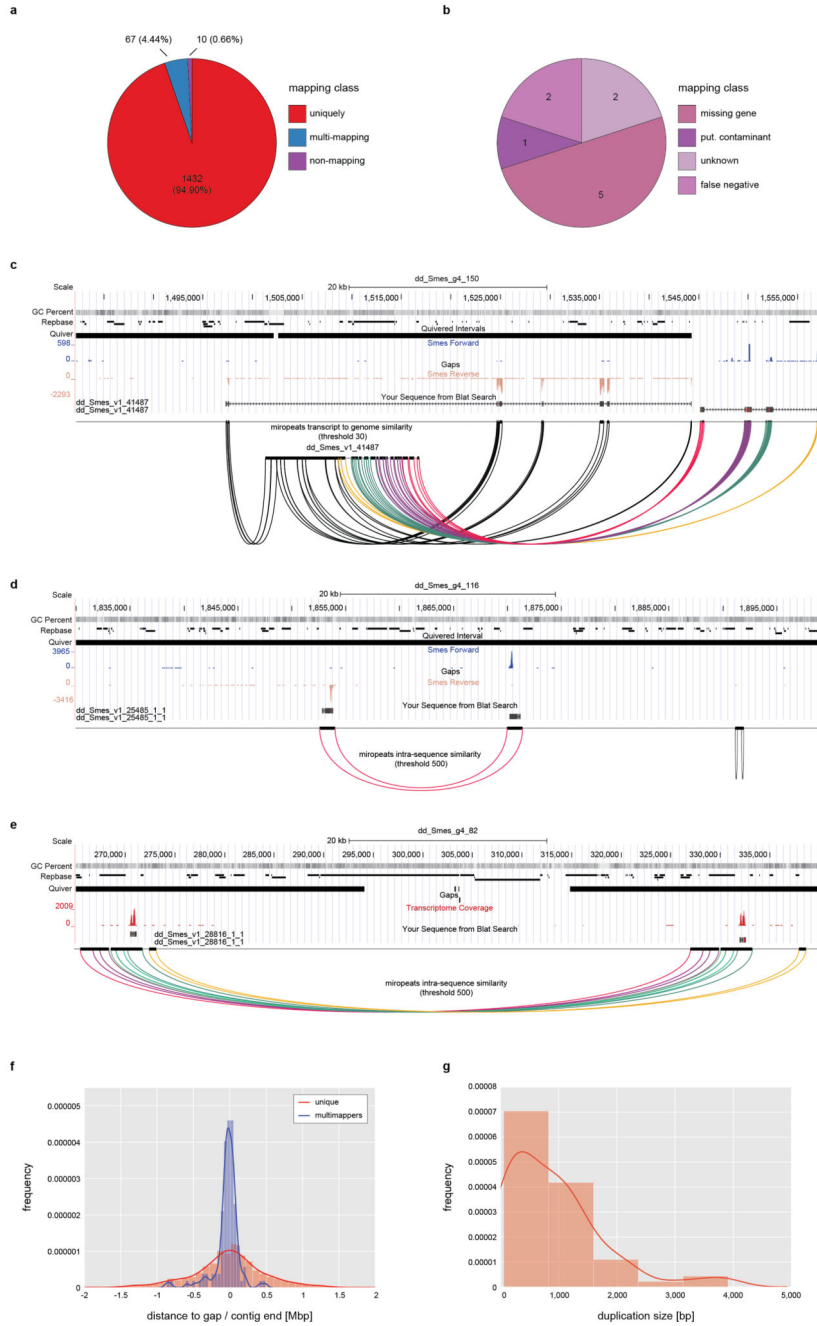 a
b
67 (4.44%)
10 (0.66%)
1432
(94.90%)
mapping class
uniquely
multi-mapping
non-mapping
2
2
1
5
mapping class
missing gene
put. contaminant
unknown
false negative
c
dd_Smes_g4_150
Scale
20 kb
1,495,000
1,505,000
1,515,000
1,525,000
1,535,000
1,545,000
1,555,000
GC Percent
Repbase
Quivered Intervals
Quiver
Smes Forward
598
0
Gaps
0
Smes Reverse
-2293
Your Sequence from Blat Search
dd_Smes_v1_41487
dd_Smes_v1_41487
miropeats transcript to genome similarity
(threshold 30)
dd_Smes_v1_41487
d
dd_Smes_g4_116
Scale
20 kb
1,835,000
1,845,000
1,855,000
1,865,000
1,875,000
1,885,000
1,895,000
GC Percent
Repbase
Quivered Interval
Quiver
Smes Forward
3965
0
Gaps
0
Smes Reverse
-3416
Your Sequence from Blat Search
dd_Smes_v1_25485_1_1
dd_Smes_v1_25485_1_1
miropeats intra-sequence similarity
(threshold 500)
e
dd_Smes_g4_82
Scale
20 kb
270,000
275,000
280,000
285,000
290,000
295,000
300,000
305,000
310,000
315,000
320,000
325,000
330,000
335,000
GC Percent
Repbase
Quiver
Gaps
2009
Transcriptome Coverage
0
Your Sequence from Blat Search
dd_Smes_v1_28816_1_1
dd_Smes_v1_28816_1_1
miropeats intra-sequence similarity
(threshold 500)
f
frequency
0.000005
0.000004
0.000003
0.000002
0.000001
0
unique
multimappers
-2 -1.5 -1 -0.5 0 0.5 1 1.5 2
distance to gap / contig end [Mbp]
g
frequency
0.00008
0.00007
0.00006
0.00005
0.00004
0.00003
0.00002
0.00001
0
0 1,000 2,000 3,000 4,000 5,000
duplication size [bp]